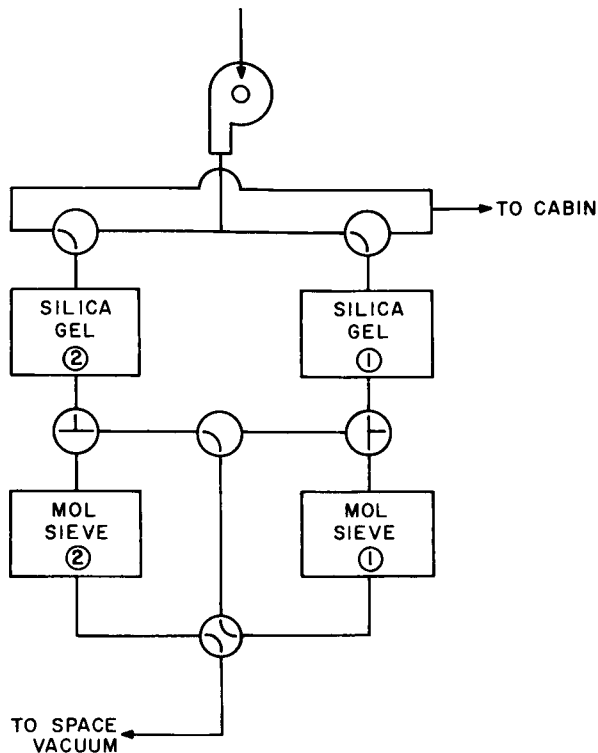 TO CABIN
SILICA
GEL
②
SILICA
GEL
①
MOL
SIEVE
②
MOL
SIEVE
①
TO SPACE
VACUUM